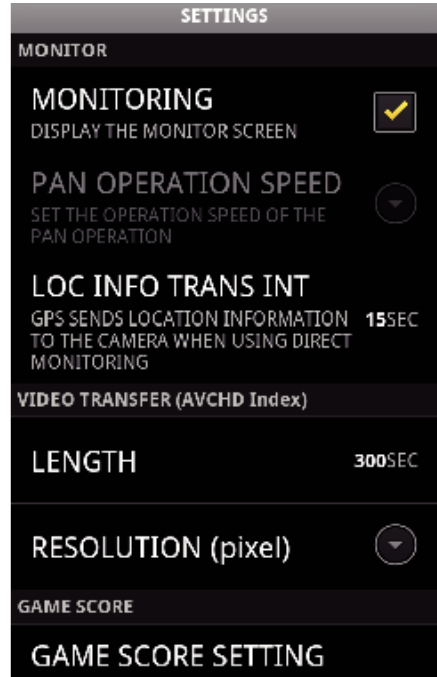 SETTINGS
MONITOR
MONITORING
DISPLAY THE MONITOR SCREEN
PAN OPERATION SPEED
SET THE OPERATION SPEED OF THE
PAN OPERATION
LOC INFO TRANS INT
GPS SENDS LOCATION INFORMATION 15SEC
TO THE CAMERA WHEN USING DIRECT
MONITORING
VIDEO TRANSFER (AVCHD Index)
LENGTH 300SEC
RESOLUTION (pixel)
GAME SCORE
GAME SCORE SETTING